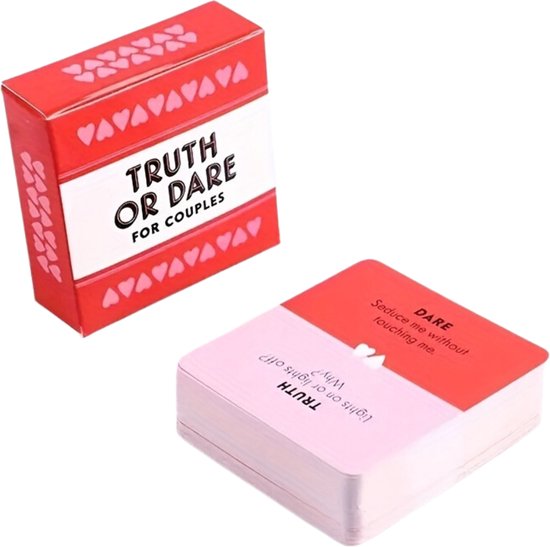 TRUTH
OR DARE
FOR COUPLES
DARE
Seduce me without
touching me.
TRUTH
Lights on or lights off?
Why?